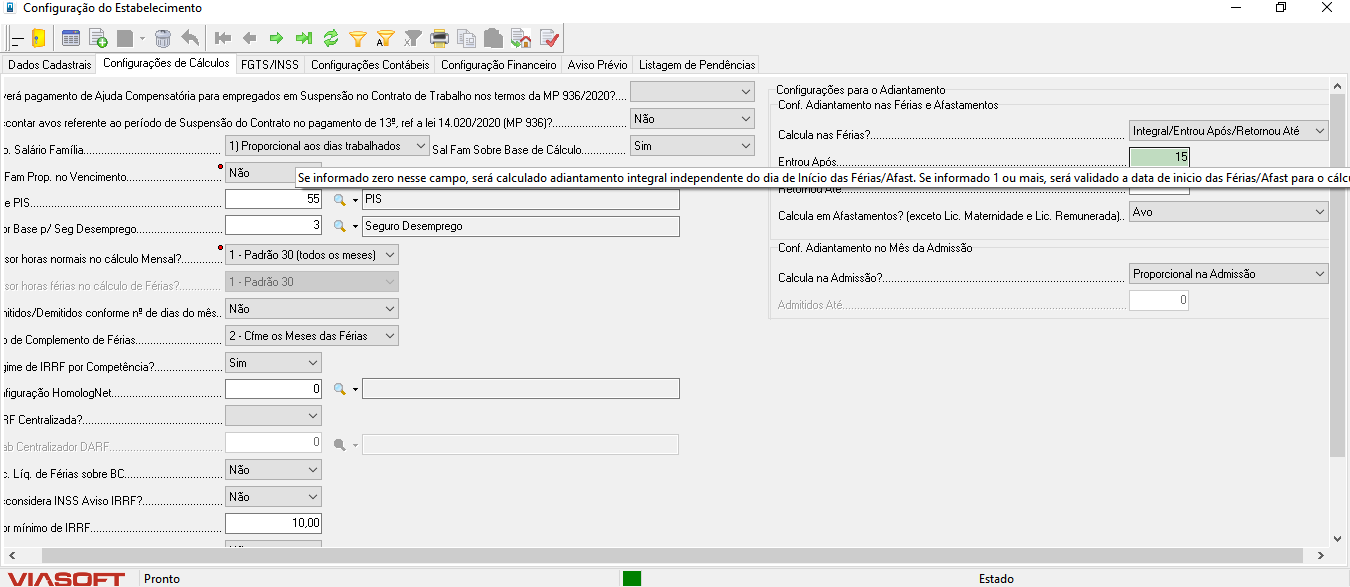 Configuração do Estabelecimento
Dados Cadastrais Configurações de Cálculos FGTS/INSS Configurações Contábeis Configuração Financeiro Aviso Prévio Listagem de Pendências
verá pagamento de Ajuda Compensatória para empregados em Suspensão no Contrato de Trabalho nos termos da MP 936/2020?....
contar avos referente ao período de Suspensão do Contrato no pagamento de 13º, ref a lei 14.020/2020 (MP 936)? Não
o. Salário Família 1) Proporcional aos dias trabalhados Sal Fam Sobre Base de Cálculo Sim
Fam Prop. no Vencimento Não
e PIS 55 PIS
or Base p/ Seg Desemprego 3 Seguro Desemprego
sor horas normais no cálculo Mensal? 1 - Padrão 30 (todos os meses)
sor horas férias no cálculo de Férias? 1 - Padrão 30
nitidos/Demitidos conforme nº de dias do mês.. Não
o de Complemento de Férias 2 - Cfme os Meses das Férias
gime de IRRF por Competência? Sim
nfiguração HomologNet 0
RF Centralizada?
ab Centralizador DARF 0
c. Líq. de Férias sobre BC Não
econsidera INSS Aviso IRRF? Não
or mínimo de IRRF 10,00
Configurações para o Adiantamento
Conf. Adiantamento nas Férias e Afastamentos
Calcula nas Férias? Integral/Entrou Após/Retornou Até
Entrou Após 15
Se informado zero nesse campo, será calculado adiantamento integral independente do dia de Início das Férias/Afast. Se informado 1 ou mais, será validado a data de inicio das Férias/Afast para o cálcu
Retornou Até
Calcula em Afastamentos? (exceto Lic. Maternidade e Lic. Remunerada).. Avo
Conf. Adiantamento no Mês da Admissão
Calcula na Admissão? Proporcional na Admissão
Admitidos Até 0
VIASOFT Pronto Estado